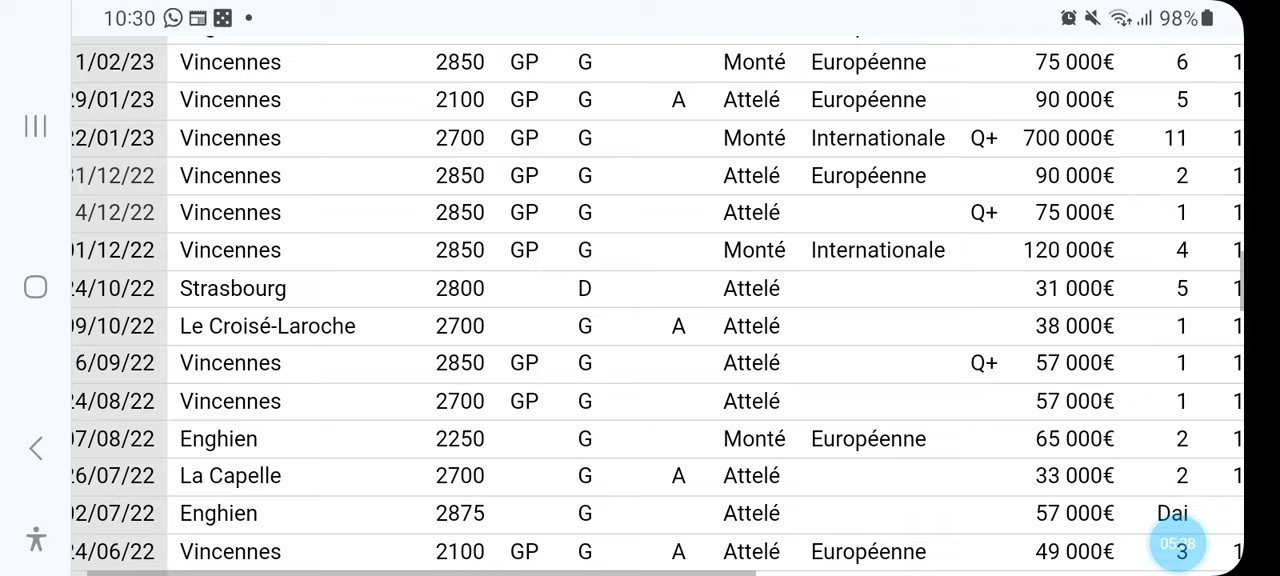 10:30 98%
1/02/23 Vincennes 2850 GP G Monté Européenne 75 000€ 6 1
29/01/23 Vincennes 2100 GP G A Attelé Européenne 90 000€ 5 1
22/01/23 Vincennes 2700 GP G Monté Internationale Q+ 700 000€ 11 1
31/12/22 Vincennes 2850 GP G Attelé Européenne 90 000€ 2 1
4/12/22 Vincennes 2850 GP G Attelé Q+ 75 000€ 1 1
01/12/22 Vincennes 2850 GP G Monté Internationale 120 000€ 4 1
24/10/22 Strasbourg 2800 D Attelé 31 000€ 5 1
09/10/22 Le Croisé-Laroche 2700 G A Attelé 38 000€ 1 1
6/09/22 Vincennes 2850 GP G Attelé Q+ 57 000€ 1 1
24/08/22 Vincennes 2700 GP G Attelé 57 000€ 1 1
07/08/22 Enghien 2250 G Monté Européenne 65 000€ 2 1
26/07/22 La Capelle 2700 G A Attelé 33 000€ 2 1
02/07/22 Enghien 2875 G Attelé 57 000€ Dai
24/06/22 Vincennes 2100 GP G A Attelé Européenne 49 000€ 3 1
05:38